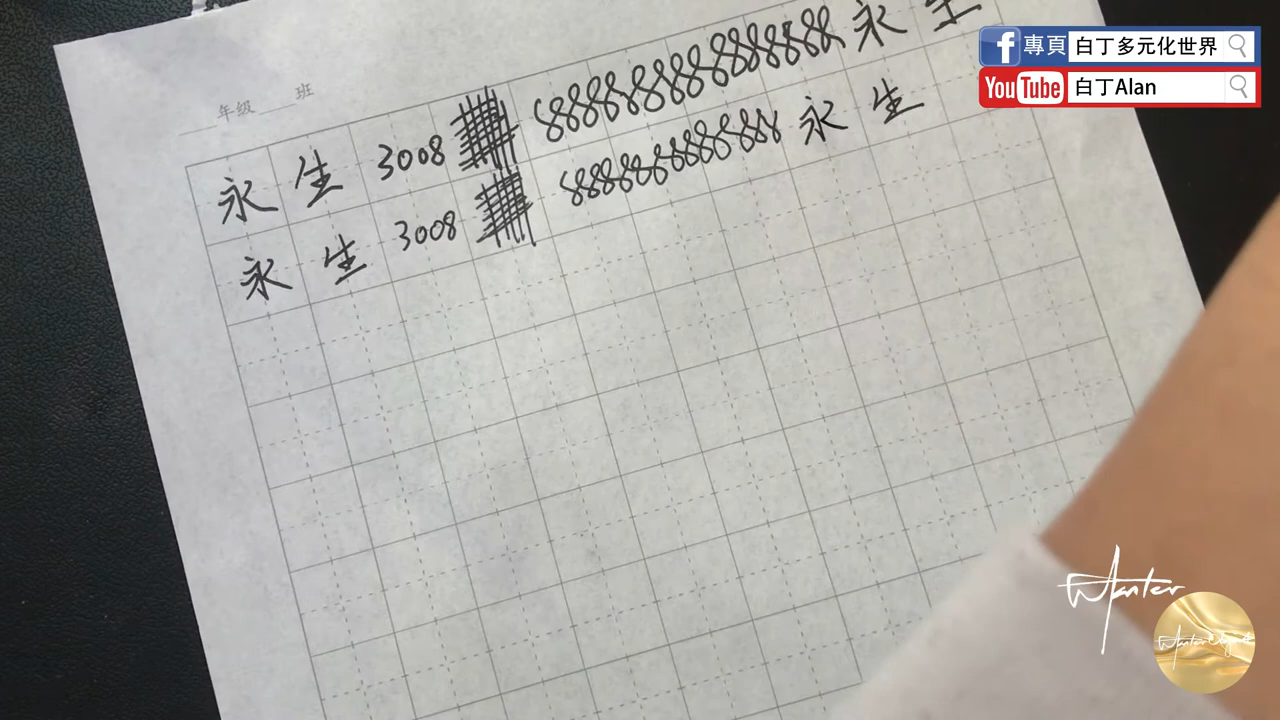 專頁 白丁多元化世界
YouTube 白丁Alan
年级 班
永 生 3008 永 生
永 生 3008 永 生